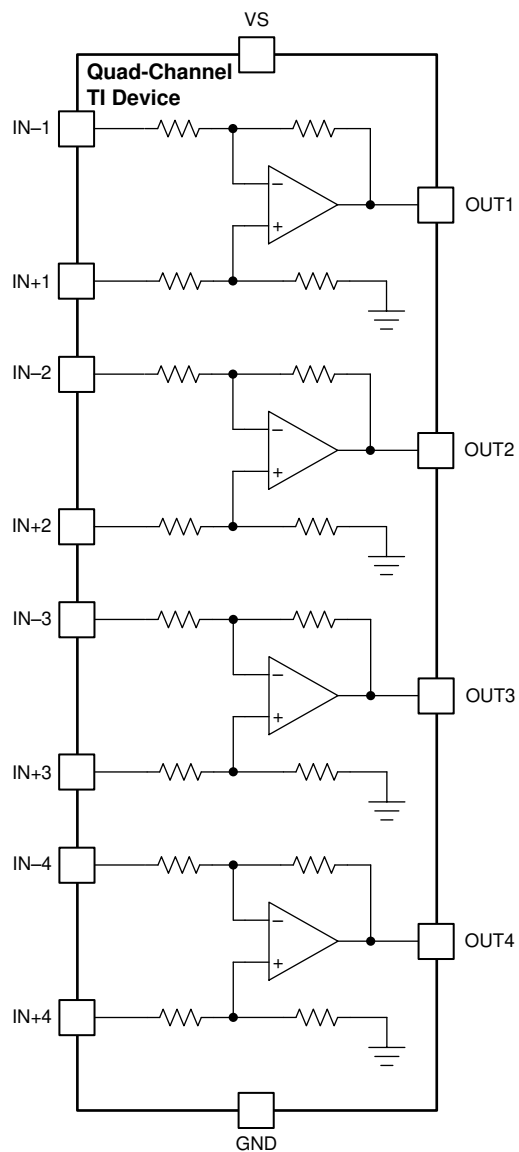 VS
Quad-Channel
TI Device
IN–1
−
OUT1
+
IN+1
IN–2
−
OUT2
+
IN+2
IN–3
−
OUT3
+
IN+3
IN–4
−
OUT4
+
IN+4
GND